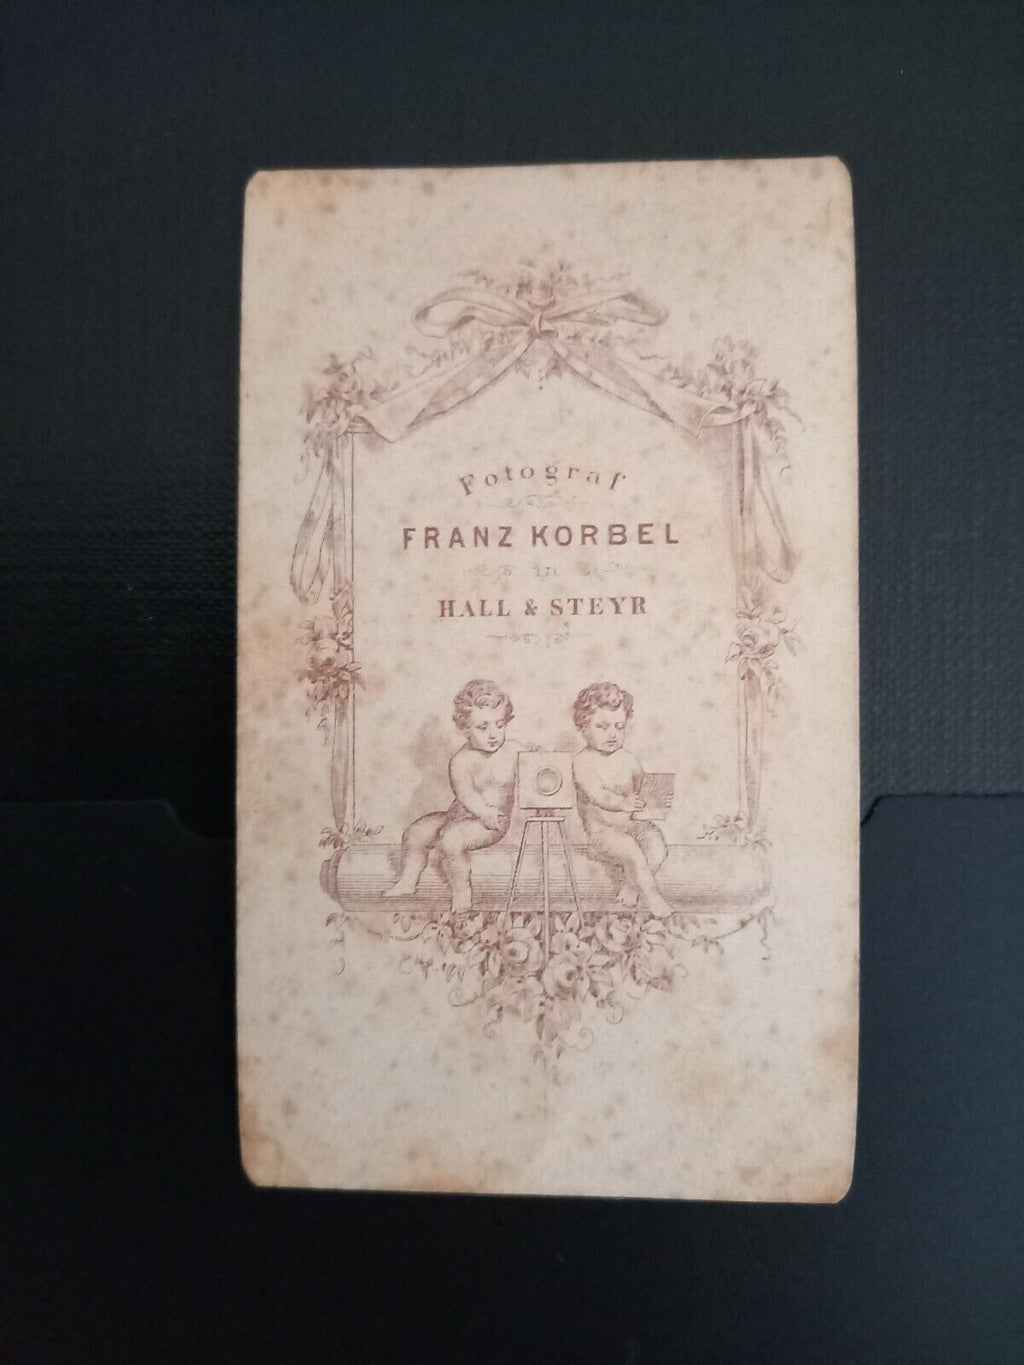 Fotograf
FRANZ KORBEL
in
HALL & STEYR